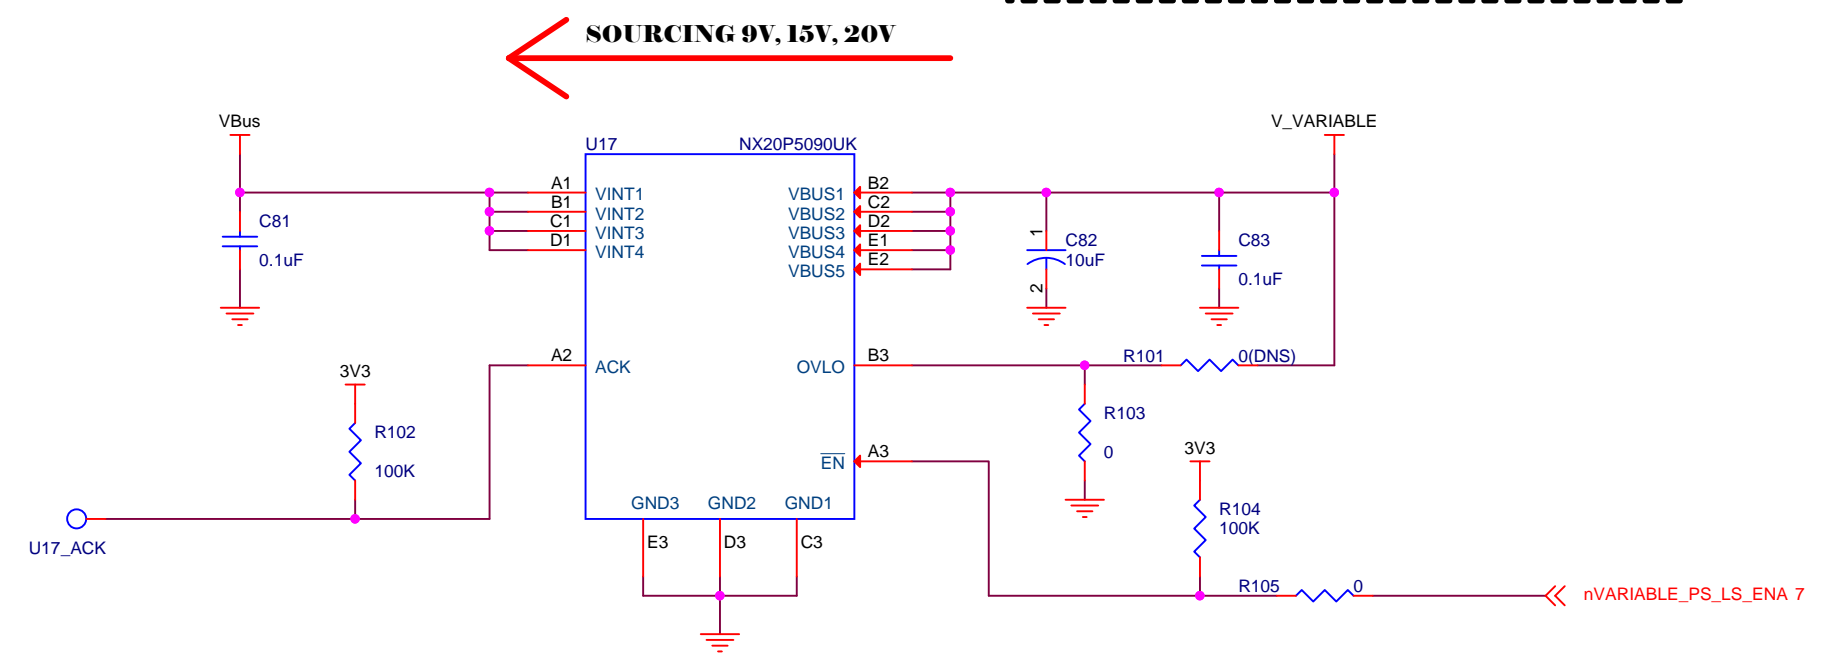 SOURCING 9V, 15V, 20V
VBus
V_VARIABLE
U17
NX20P5090UK
A1
VINT1
VBUS1
B2
B1
VINT2
VBUS2
C2
C1
VINT3
VBUS3
D2
D1
VINT4
VBUS4
E1
VBUS5
E2
C81
0.1uF
1
C82
10uF
2
C83
0.1uF
A2
ACK
OVLO
B3
R101
0(DNS)
3V3
R102
100K
R103
0
EN
A3
3V3
GND3
GND2
GND1
R104
100K
U17_ACK
E3
D3
C3
R105
0
nVARIABLE_PS_LS_ENA 7